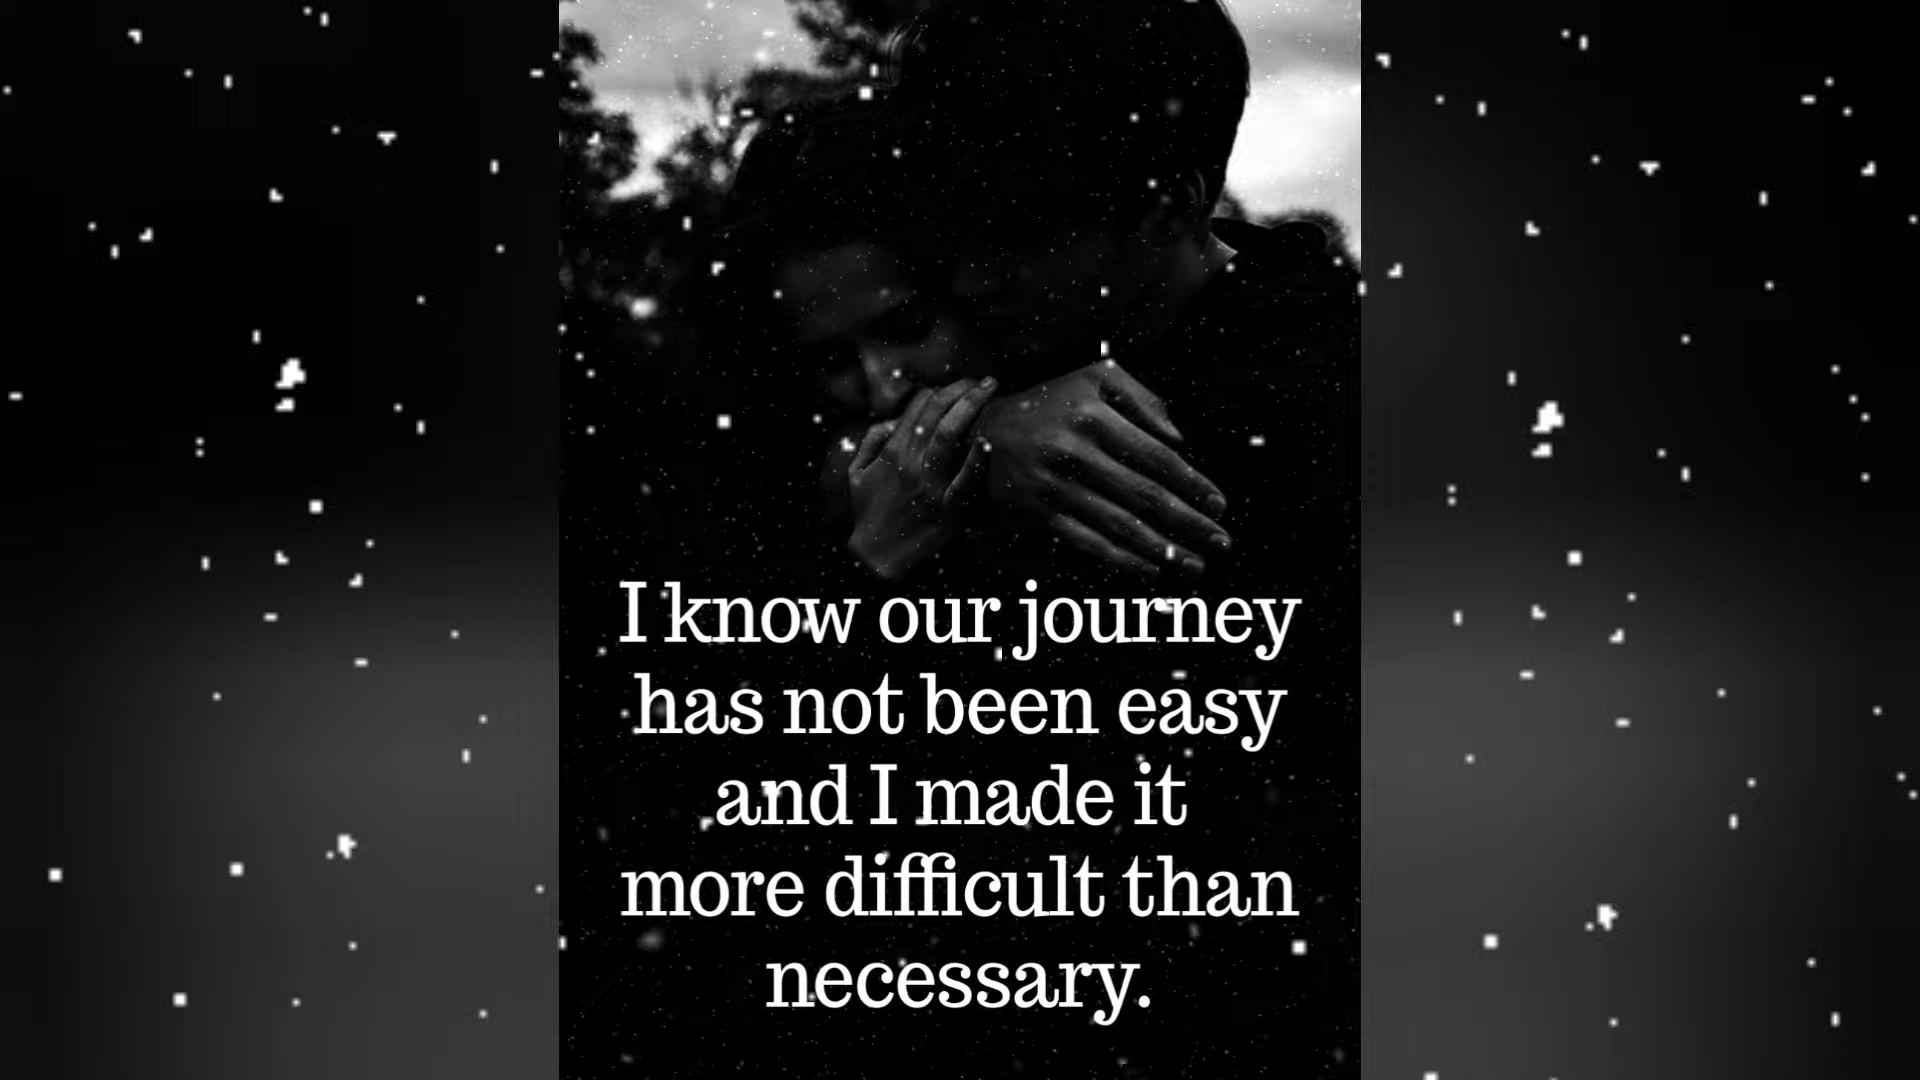 I know our journey
has not been easy
and I made it
more difficult than
necessary.